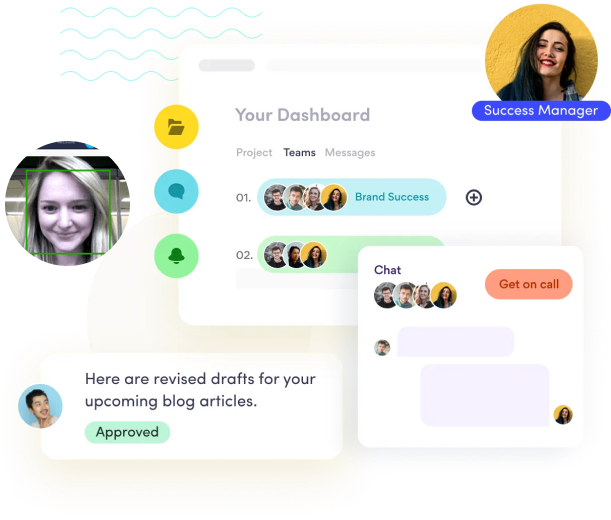 Success Manager
Your Dashboard
Project Teams Messages
01. Brand Success
02.
Chat
Get on call
Here are revised drafts for your
upcoming blog articles.
Approved